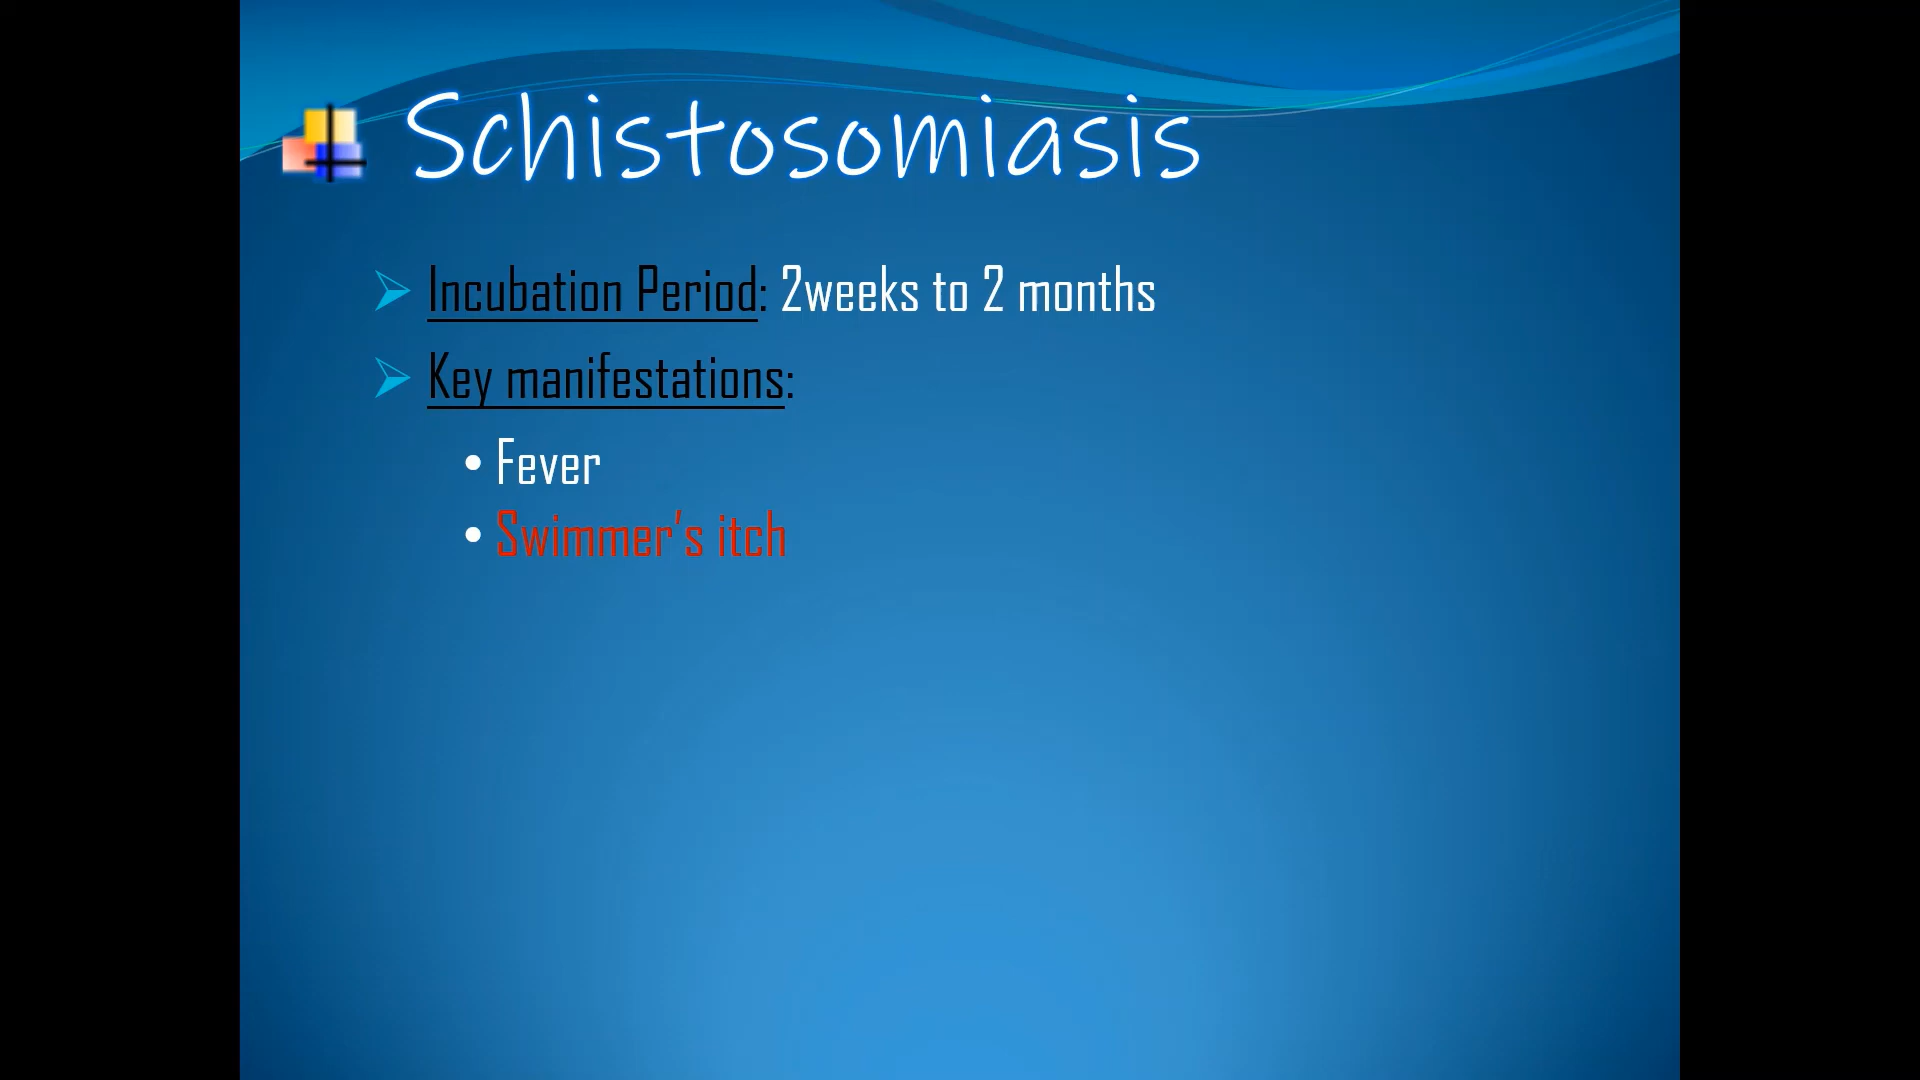 Schistosomiasis
Incubation Period: 2weeks to 2 months
Key manifestations:
• Fever
• Swimmer's itch